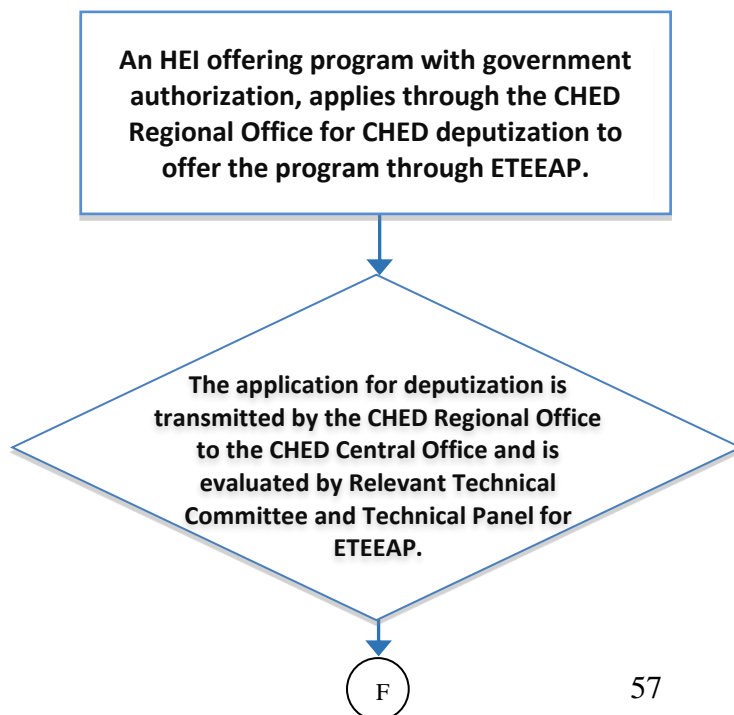 An HEI offering program with government
authorization, applies through the CHED
Regional Office for CHED deputization to
offer the program through ETEEAP.
The application for deputization is
transmitted by the CHED Regional Office
to the CHED Central Office and is
evaluated by Relevant Technical
Committee and Technical Panel for
ETEEAP.
F
57